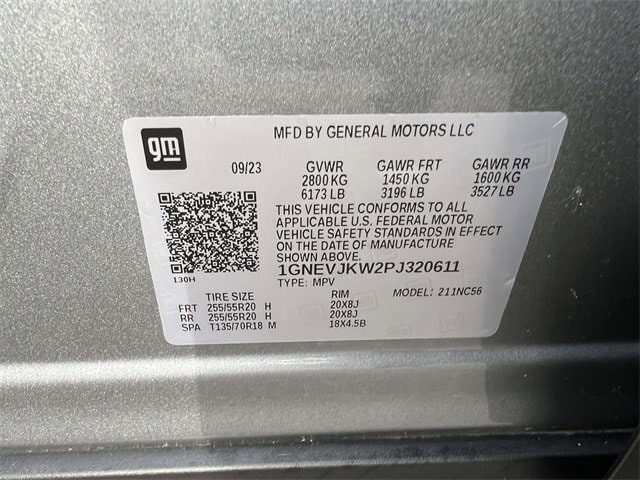 gm
MFD BY GENERAL MOTORS LLC
09/23 GVWR GAWR FRT GAWR RR
2800 KG 1450 KG 1600 KG
6173 LB 3196 LB 3527 LB
THIS VEHICLE CONFORMS TO ALL
APPLICABLE U.S. FEDERAL MOTOR
VEHICLE SAFETY STANDARDS IN EFFECT
ON THE DATE OF MANUFACTURE
SHOWN ABOVE.
1GNEVJKW2PJ320611
130H
TYPE: MPV MODEL: 211NC56
TIRE SIZE RIM
FRT 255/55R20 H 20X8J
RR 255/55R20 H 20X8J
SPA T135/70R18 M 18X4.5B